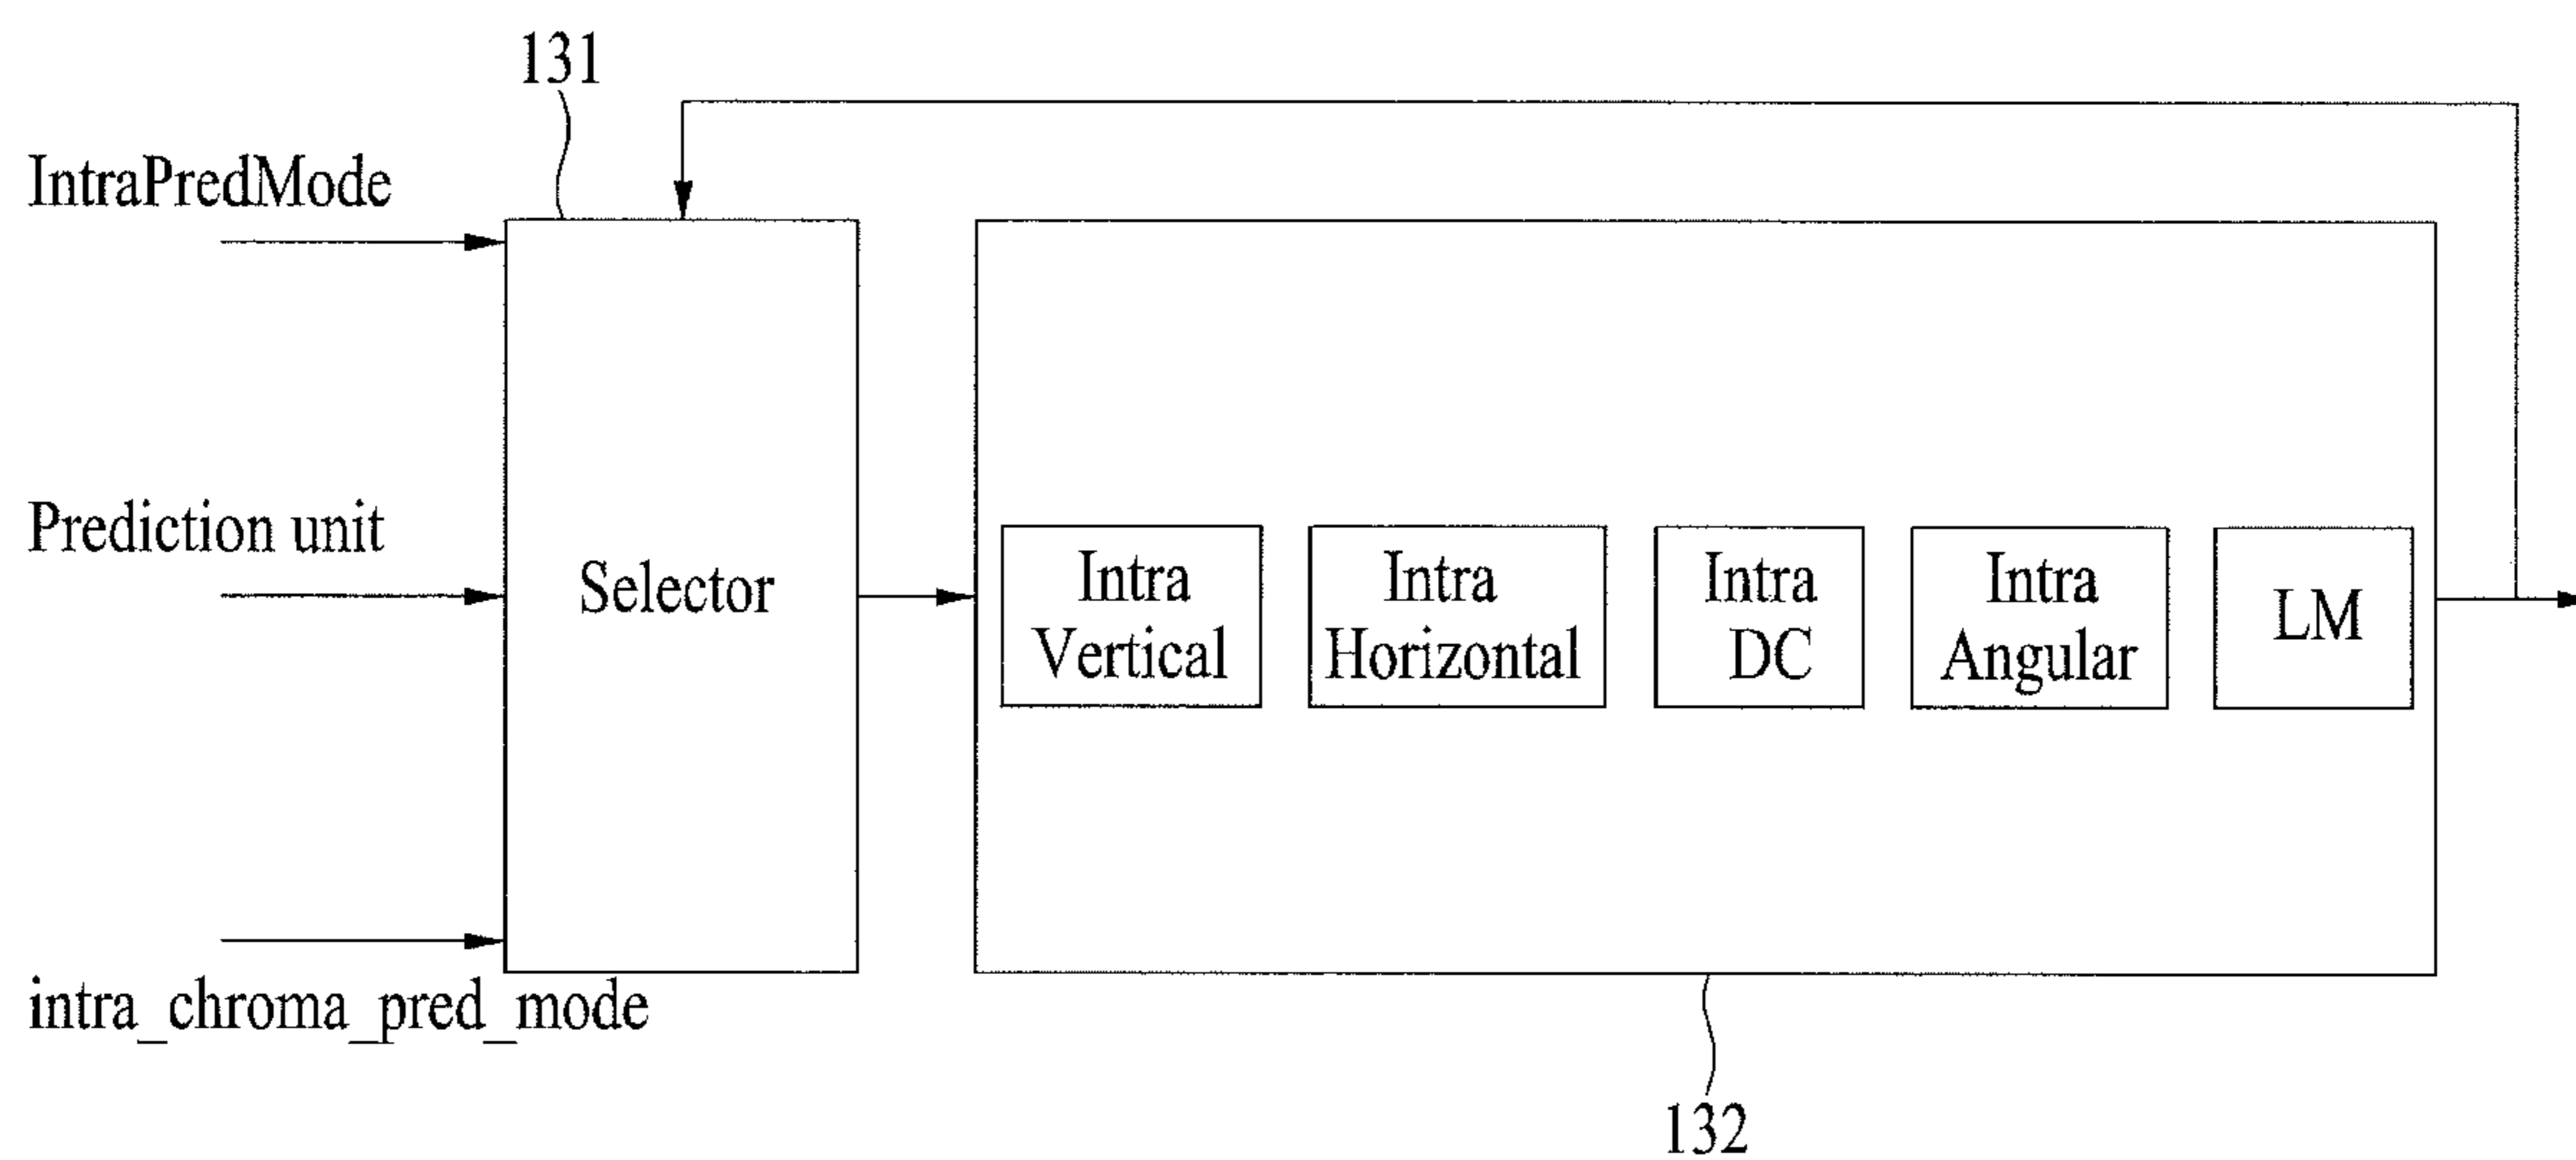 131
IntraPredMode
Prediction unit
Selector
Intra
Vertical
Intra
Horizontal
Intra
DC
Intra
Angular
LM
intra_chroma_pred_mode
132